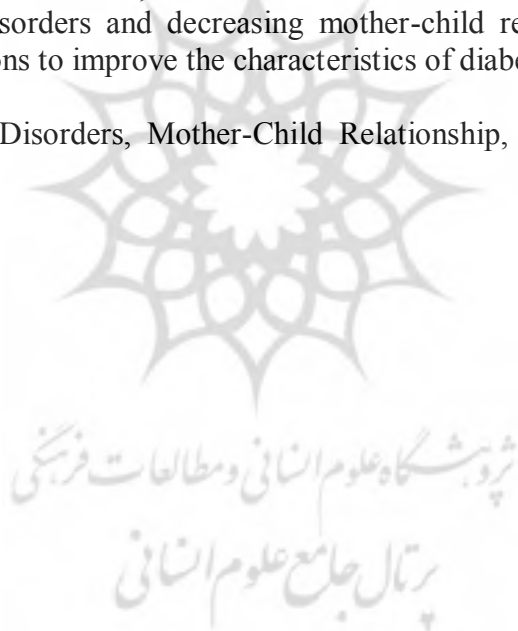 sorders and decreasing mother-child re
ons to improve the characteristics of diabe
Disorders, Mother-Child Relationship,
پژوهشگاه علوم انسانی و مطالعات فرهنگی
پرتال جامع علوم انسانی